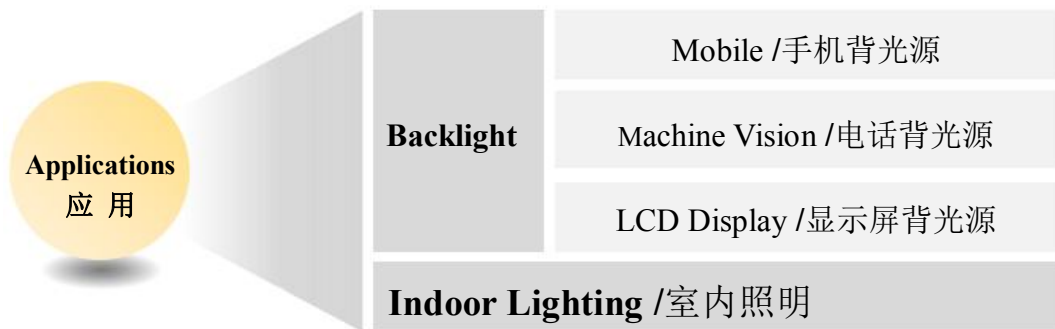 Applications
应 用
Backlight
Mobile /手机背光源
Machine Vision /电话背光源
LCD Display /显示屏背光源
Indoor Lighting /室内照明